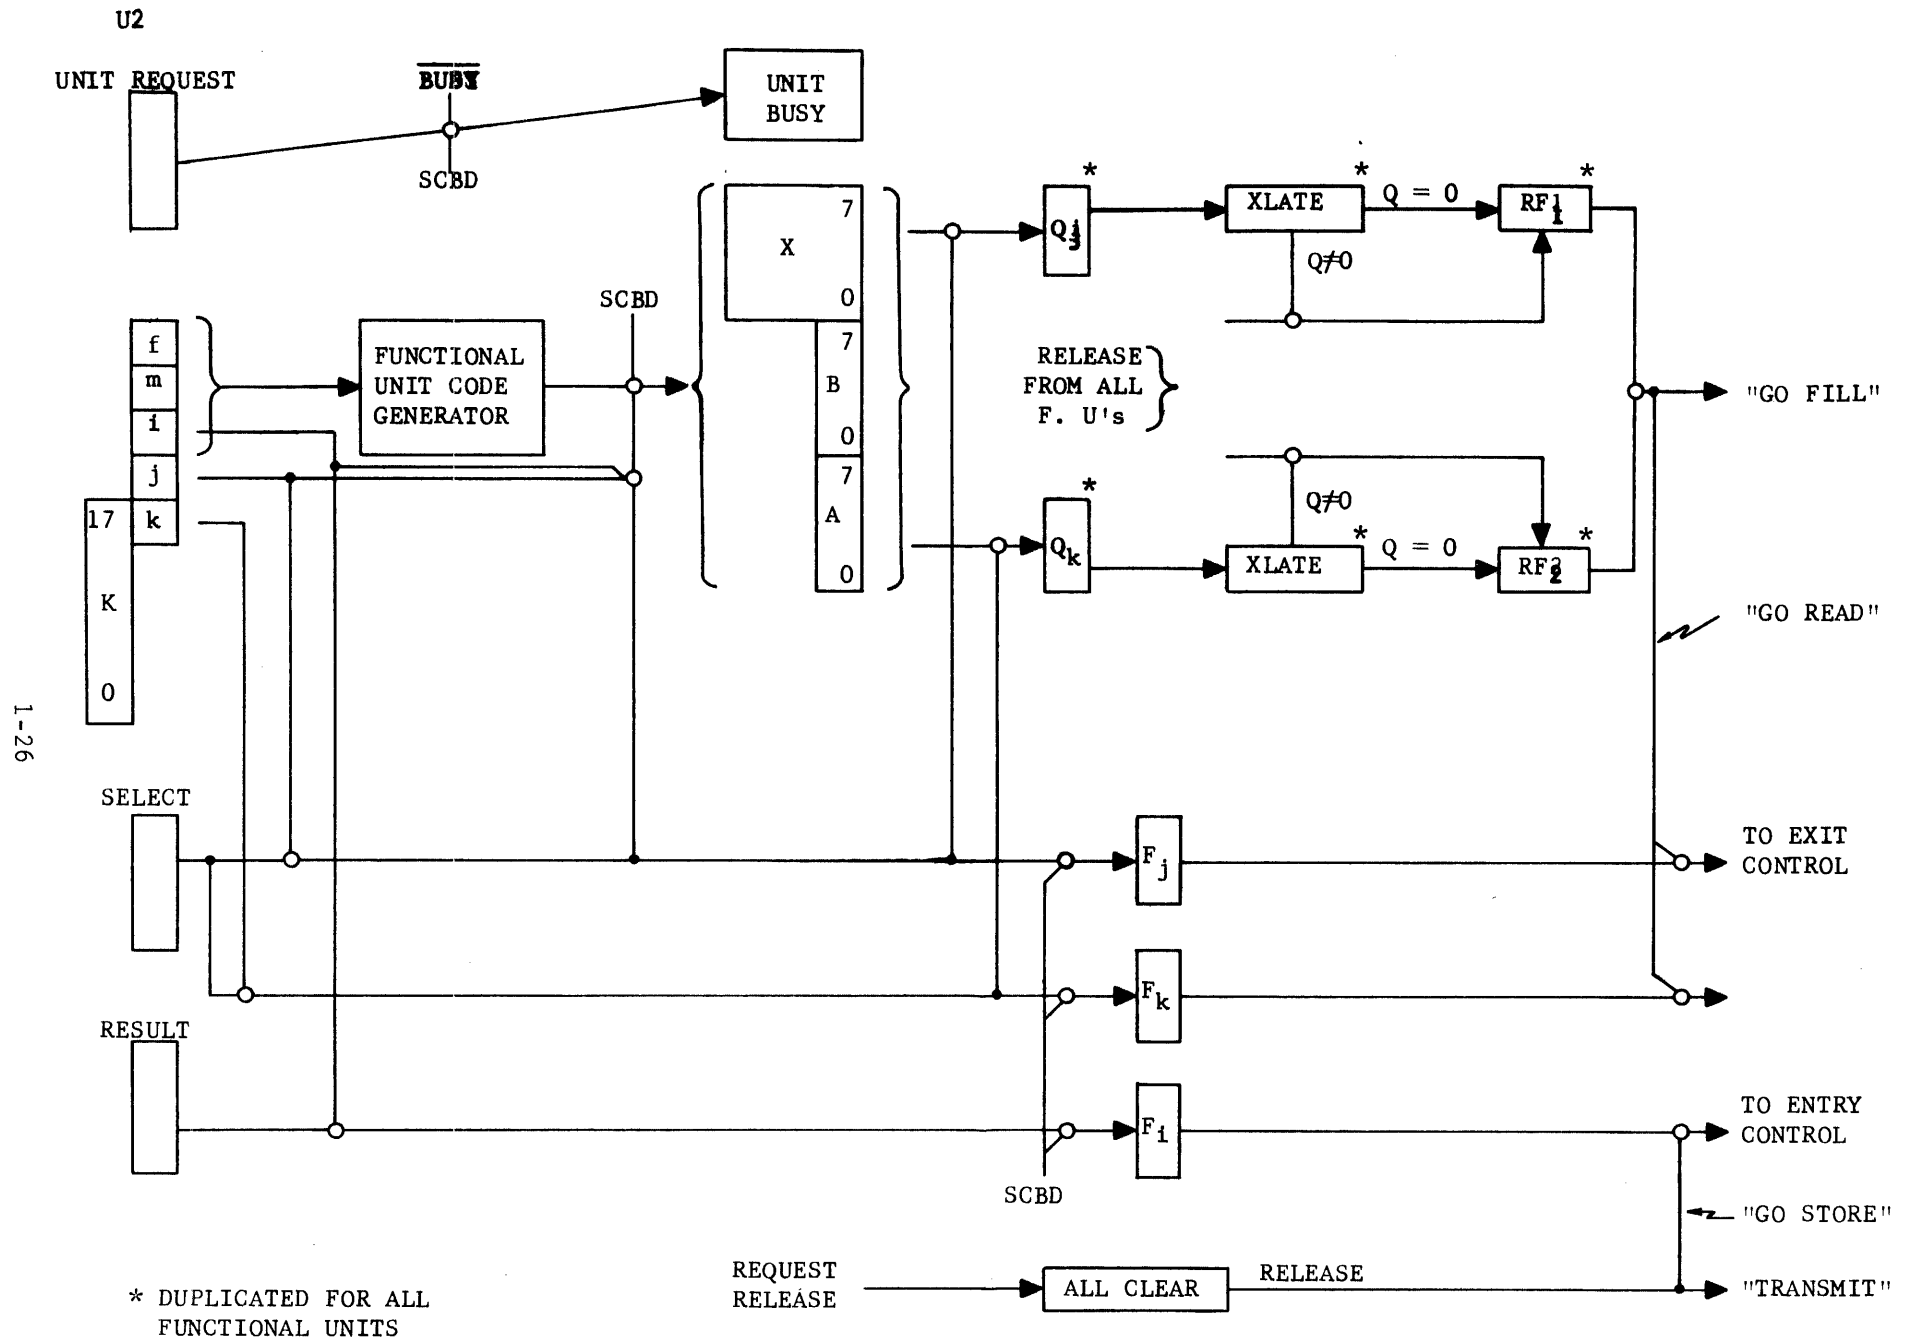 U2
UNIT REQUEST
BUSY
SCBD
UNIT
BUSY
X
7
0
B
7
0
A
7
0
f
m
i
j
k
17
K
0
FUNCTIONAL
UNIT CODE
GENERATOR
SCBD
Qj
*
XLATE
*
Q = 0
RF1
*
Q≠0
RELEASE
FROM ALL
F. U's
Q≠0
Qk
*
XLATE
*
Q = 0
RF2
*
"GO FILL"
"GO READ"
SELECT
Fj
TO EXIT
CONTROL
Fk
RESULT
Fi
TO ENTRY
CONTROL
SCBD
"GO STORE"
REQUEST
RELEASE
ALL CLEAR
RELEASE
"TRANSMIT"
* DUPLICATED FOR ALL
FUNCTIONAL UNITS
1-26